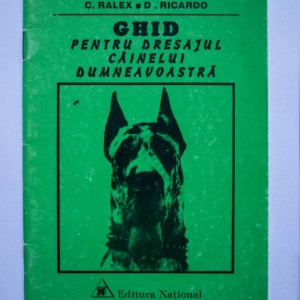 C. RALEX ■ D. RICARDO
GHID
PENTRU DRESAJUL
CÂINELUI
DUMNEAVOASTRĂ
N Editura Național